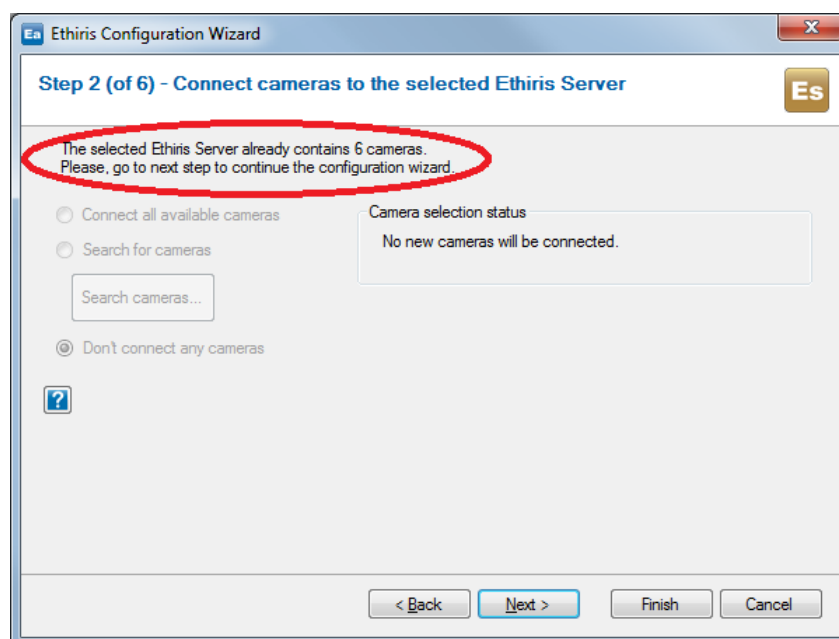 Ea Ethiris Configuration Wizard
Step 2 (of 6) - Connect cameras to the selected Ethiris Server
Es
The selected Ethiris Server already contains 6 cameras.
Please, go to next step to continue the configuration wizard.
Connect all available cameras
Camera selection status
No new cameras will be connected.
Search for cameras
Search cameras...
Don't connect any cameras
?
< Back
Next >
Finish
Cancel